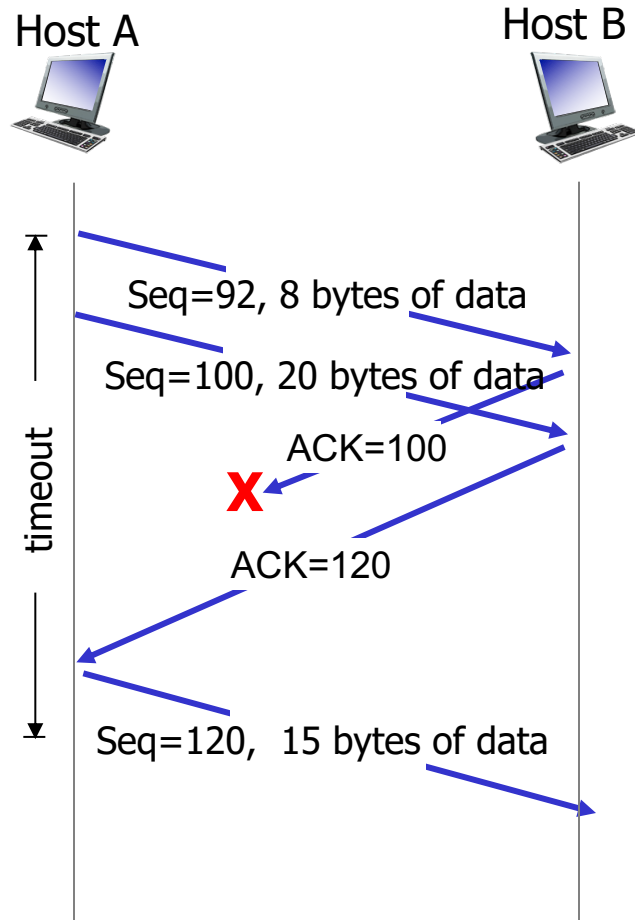 Host A
Host B
Seq=92, 8 bytes of data
Seq=100, 20 bytes of data
ACK=100
X
timeout
ACK=120
Seq=120,  15 bytes of data